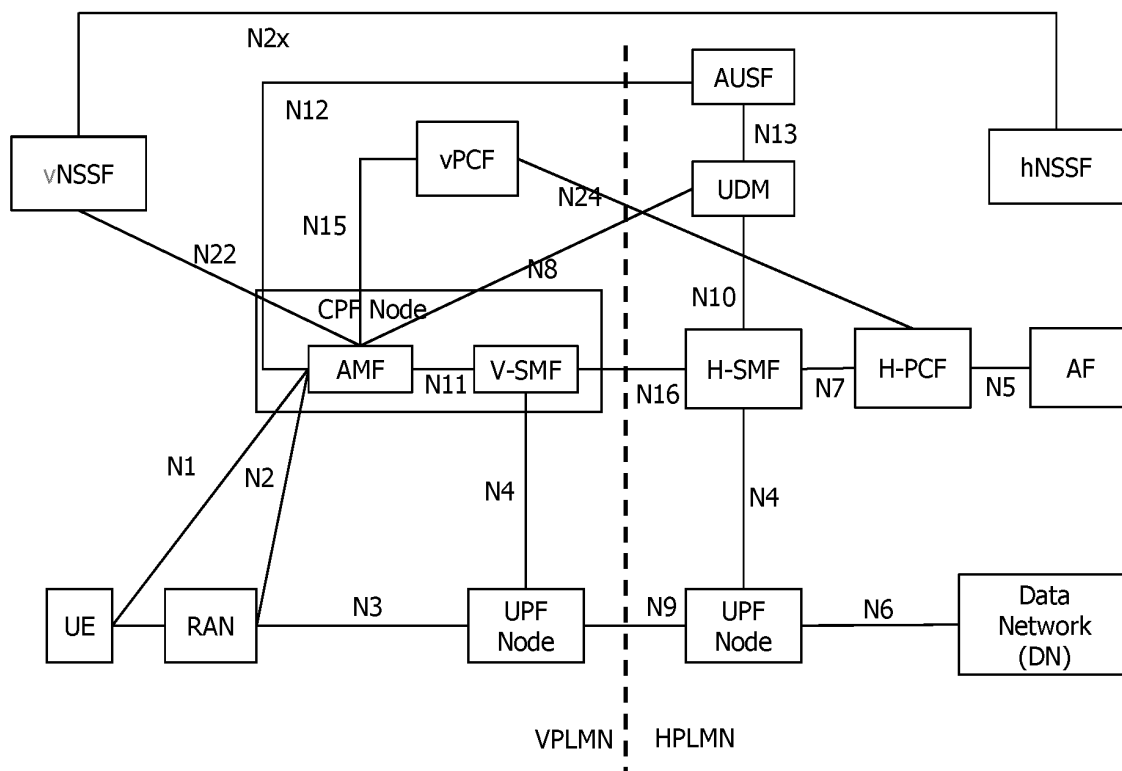 N2x
AUSF
N12
N13
vPCF
vNSSF
hNSSF
UDM
N24
N15
N22
N8
N10
CPF Node
AMF
N11
V-SMF
N16
H-SMF
N7
H-PCF
N5
AF
N1
N2
N4
N4
UE
RAN
N3
UPF
Node
N9
UPF
Node
N6
Data
Network
(DN)
VPLMN
HPLMN